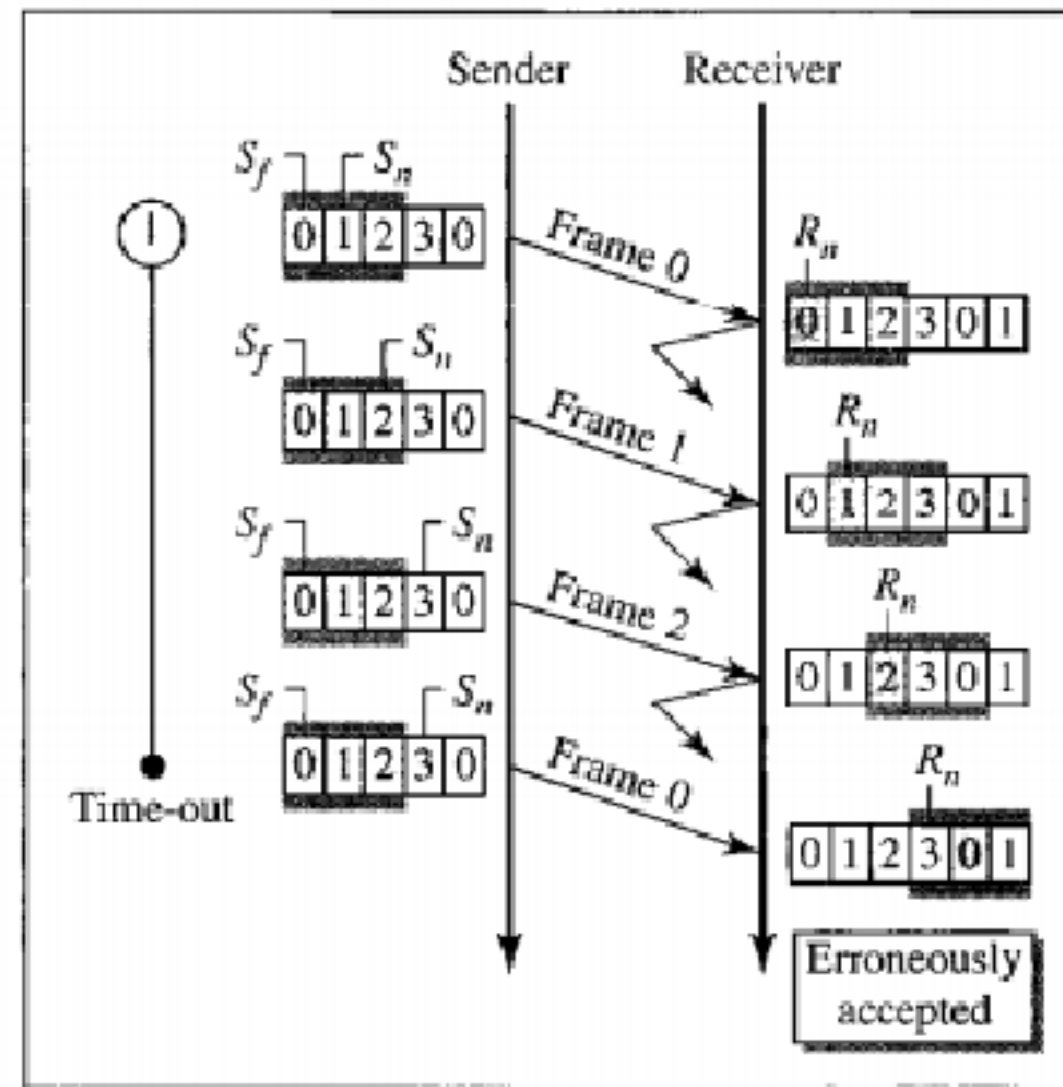 Sender Receiver
S_f S_n
0 1 2 3 0
Frame 0
R_n
0 1 2 3 0 1
S_f S_n
0 1 2 3 0
Frame 1
R_n
0 1 2 3 0 1
S_f S_n
0 1 2 3 0
Frame 2
R_n
0 1 2 3 0 1
S_f S_n
0 1 2 3 0
Frame 0
Time-out
R_n
0 1 2 3 0 1
Erroneously
accepted